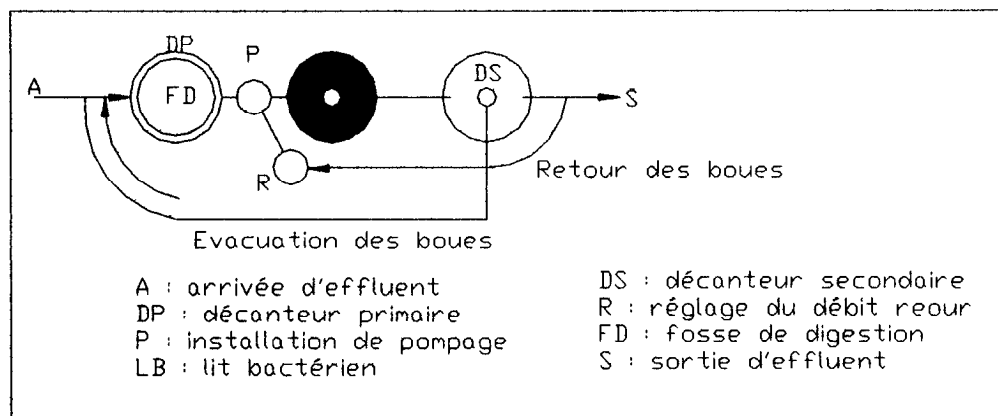 DP
P
A
FD
DS
S
R
Retour des boues
Evacuation des boues
A : arrivée d'effluent
DP : décanteur primaire
P : installation de pompage
LB : lit bactérien
DS : décanteur secondaire
R : réglage du débit reour
FD : fosse de digestion
S : sortie d'effluent